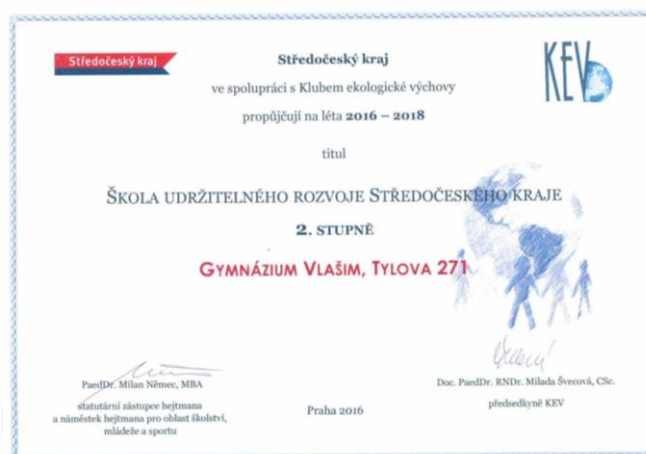 Středočeský kraj
KEV
Středočeský kraj
ve spolupráci s Klubem ekologické výchovy
propůjčují na léta 2016 – 2018
titul
ŠKOLA UDRŽITELNÉHO ROZVOJE STŘEDOČESKÉHO KRAJE
2. STUPNĚ
GYMNÁZIUM VLAŠIM, TYLOVA 271
PaedDr. Milan Němec, MBA
statutární zástupce hejtmana
a náměstek hejtmana pro oblast školství,
mládeže a sportu
Praha 2016
Doc. PaedDr. RNDr. Milada Švecová, CSc.
předsedkyně KEV